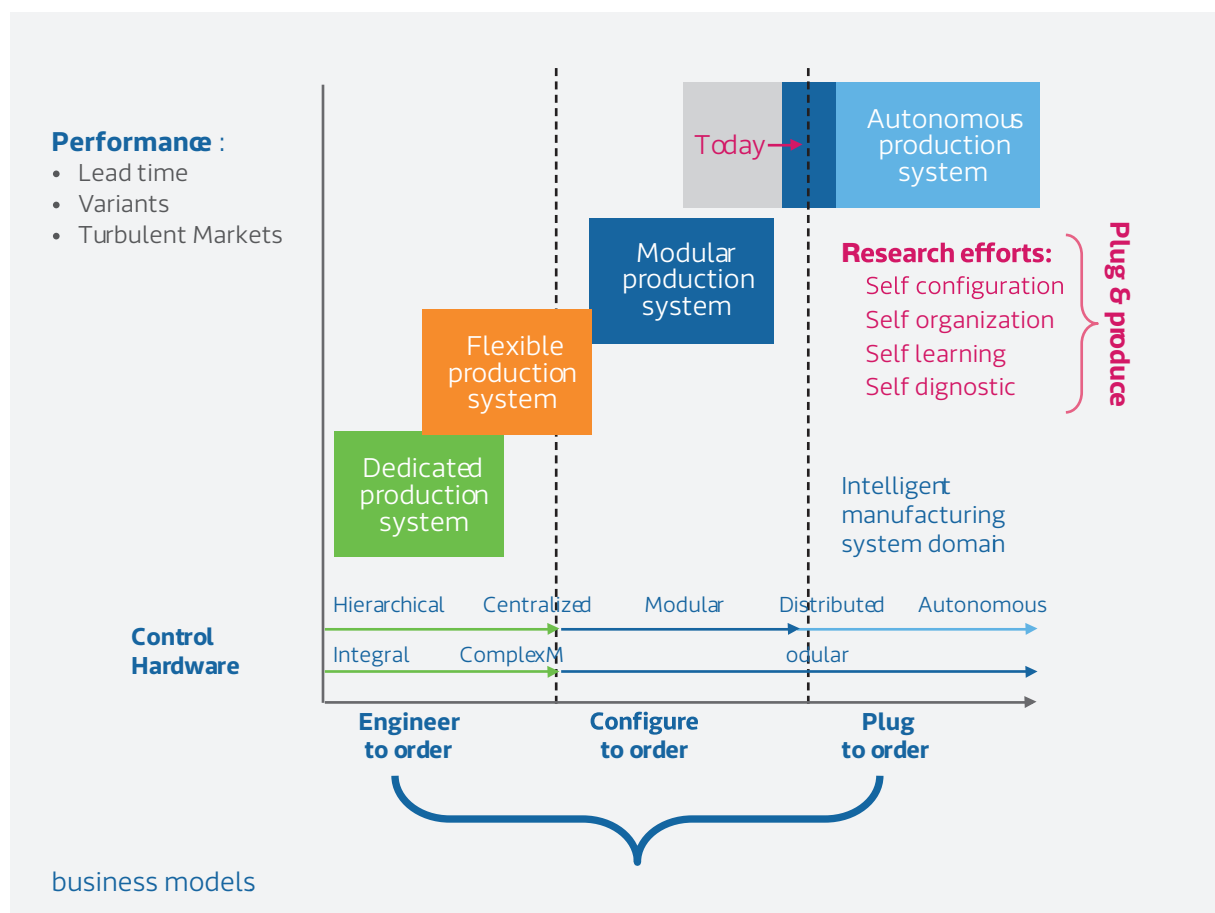 Performance :
• Lead time
• Variants
• Turbulent Markets
Today
Autonomous
production
system
Modular
production
system
Flexible
production
system
Dedicated
production
system
Research efforts:
Self configuration
Self organization
Self learning
Self dignostic
Plug & produce
Intelligent
manufacturing
system domain
Control
Hardware
Hierarchical Centralized Modular Distributed Autonomous
Integral ComplexM odular
Engineer
to order
Configure
to order
Plug
to order
business models